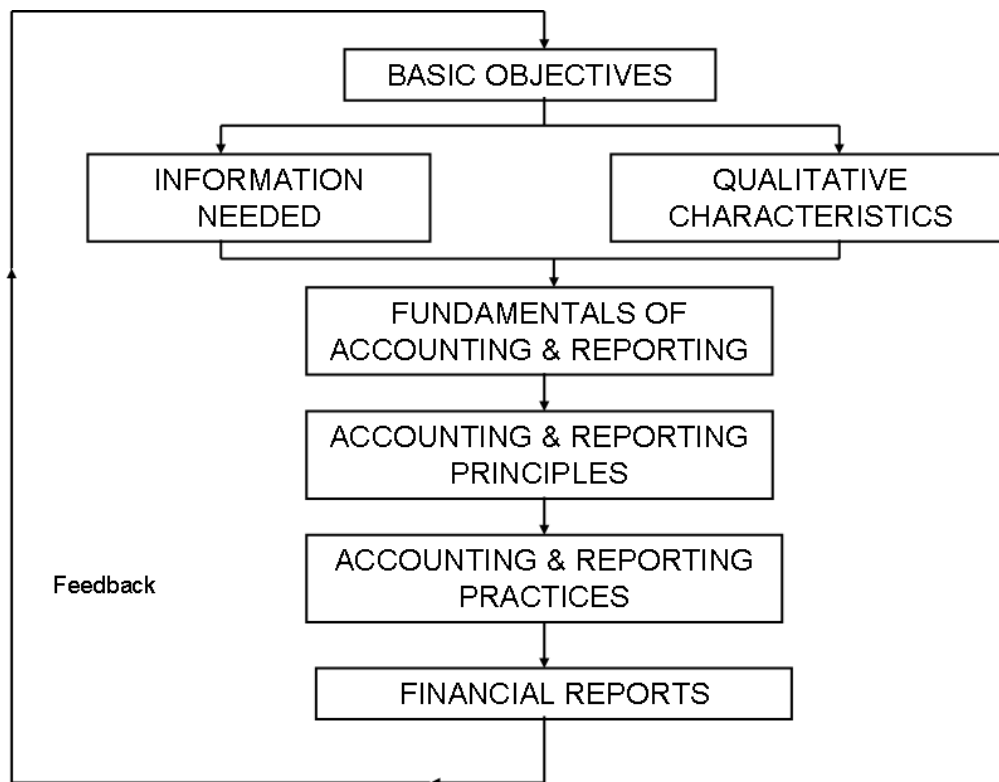 BASIC OBJECTIVES
INFORMATION
NEEDED
QUALITATIVE
CHARACTERISTICS
FUNDAMENTALS OF
ACCOUNTING & REPORTING
ACCOUNTING & REPORTING
PRINCIPLES
ACCOUNTING & REPORTING
PRACTICES
Feedback
FINANCIAL REPORTS